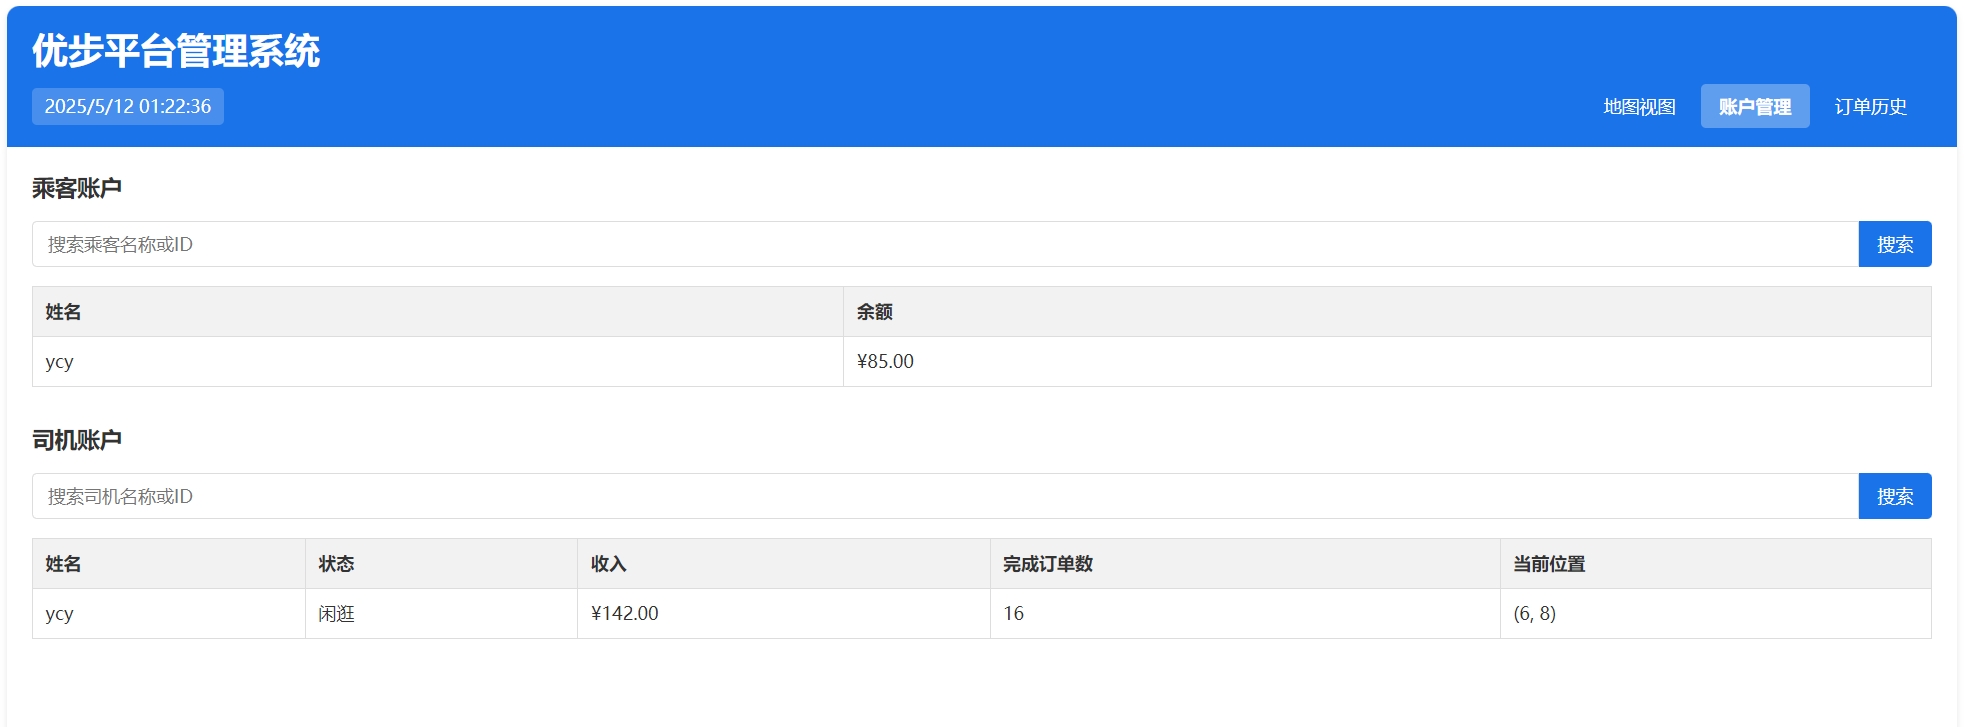 优步平台管理系统
2025/5/12 01:22:36
地图视图 账户管理 订单历史
乘客账户
搜索乘客名称或ID 搜索
姓名 余额
ycy ¥85.00
司机账户
搜索司机名称或ID 搜索
姓名 状态 收入 完成订单数 当前位置
ycy 闲逛 ¥142.00 16 (6, 8)